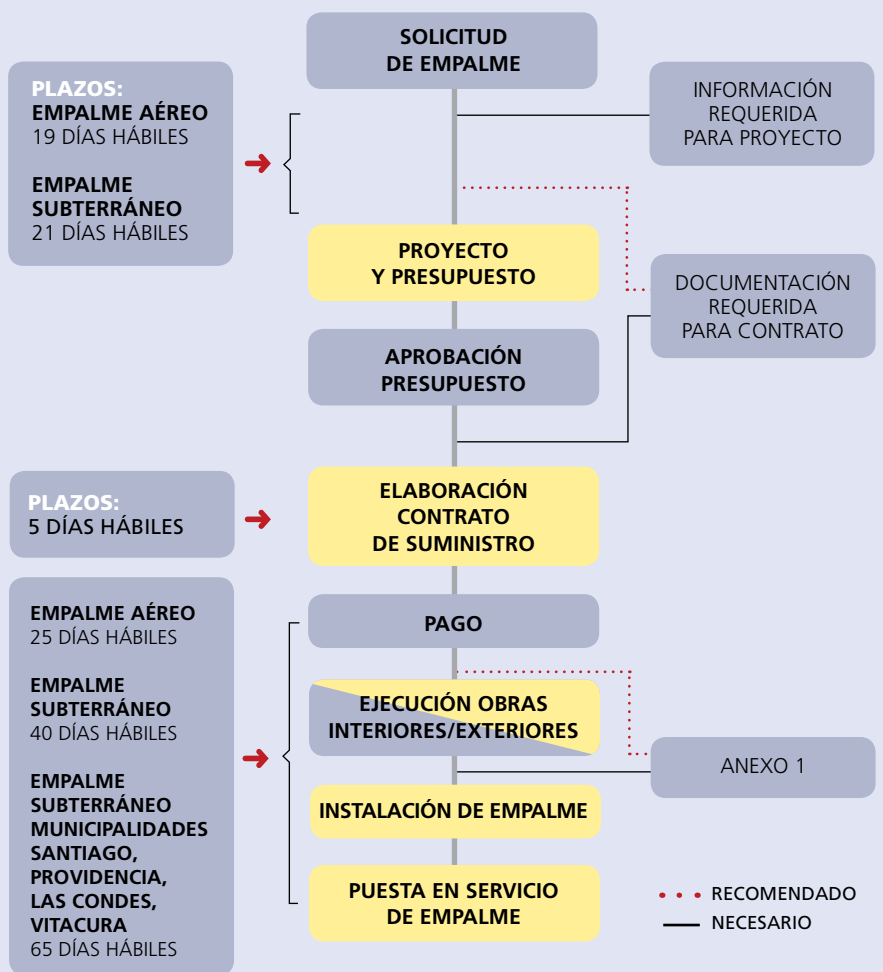 SOLICITUD
DE EMPALME
PLAZOS:
EMPALME AÉREO
19 DÍAS HÁBILES
EMPALME
SUBTERRÁNEO
21 DÍAS HÁBILES
INFORMACIÓN
REQUERIDA
PARA PROYECTO
PROYECTO
Y PRESUPUESTO
DOCUMENTACIÓN
REQUERIDA
PARA CONTRATO
APROBACIÓN
PRESUPUESTO
PLAZOS:
5 DÍAS HÁBILES
ELABORACIÓN
CONTRATO
DE SUMINISTRO
EMPALME AÉREO
25 DÍAS HÁBILES
EMPALME
SUBTERRÁNEO
40 DÍAS HÁBILES
EMPALME
SUBTERRÁNEO
MUNICIPALIDADES
SANTIAGO,
PROVIDENCIA,
LAS CONDES,
VITACURA
65 DÍAS HÁBILES
PAGO
EJECUCIÓN OBRAS
INTERIORES/EXTERIORES
ANEXO 1
INSTALACIÓN DE EMPALME
PUESTA EN SERVICIO
DE EMPALME
RECOMENDADO
NECESARIO